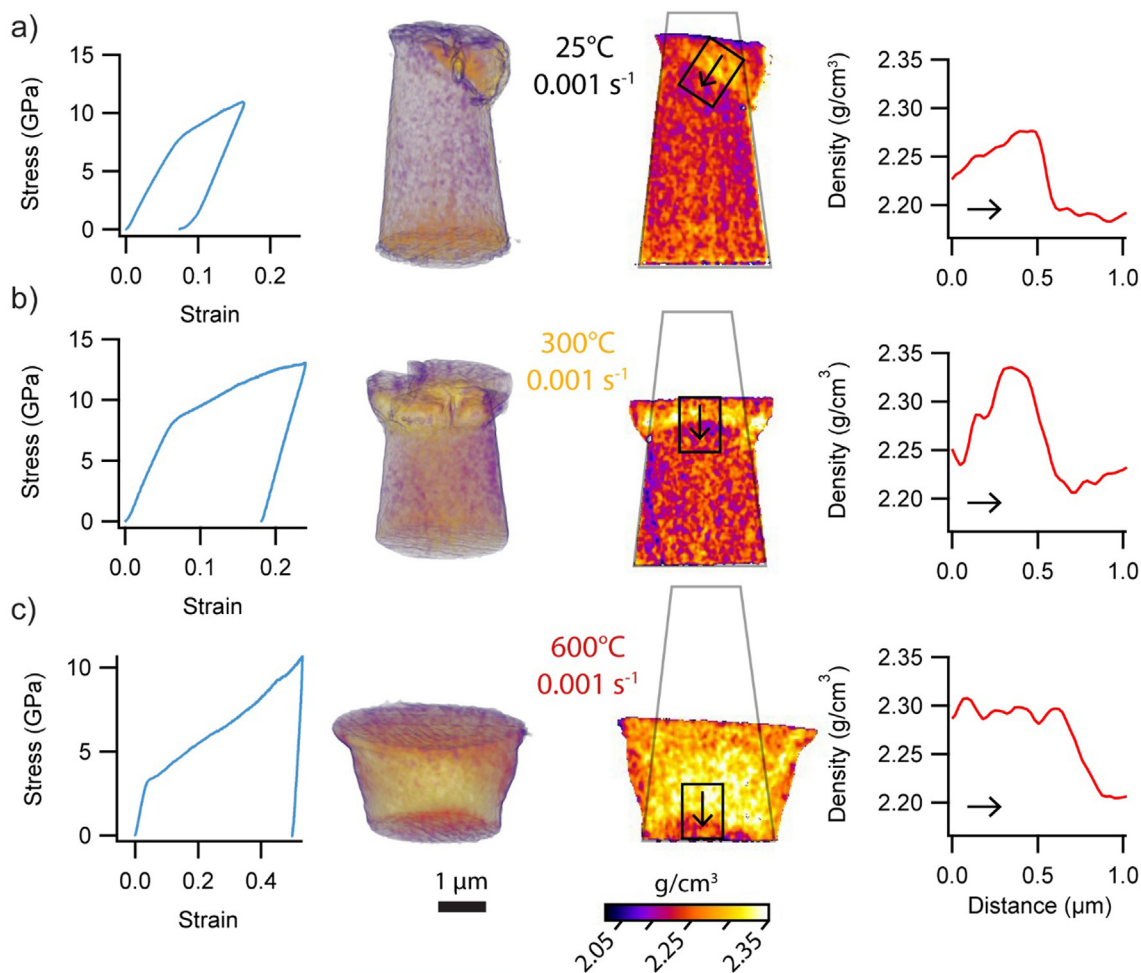 a)
15
10
5
0
Stress (GPa)
0.0 0.1 0.2
Strain
25°C
0.001 s⁻¹
2.35
2.30
2.25
2.20
Density (g/cm³)
0.0 0.5 1.0
b)
15
10
5
0
Stress (GPa)
0.0 0.1 0.2
Strain
300°C
0.001 s⁻¹
2.35
2.30
2.25
2.20
Density (g/cm³)
0.0 0.5 1.0
c)
10
5
0
Stress (GPa)
0.0 0.2 0.4
Strain
600°C
0.001 s⁻¹
1 μm
g/cm³
2.05 2.25 2.35
2.35
2.30
2.25
2.20
Density (g/cm³)
0.0 0.5 1.0
Distance (μm)